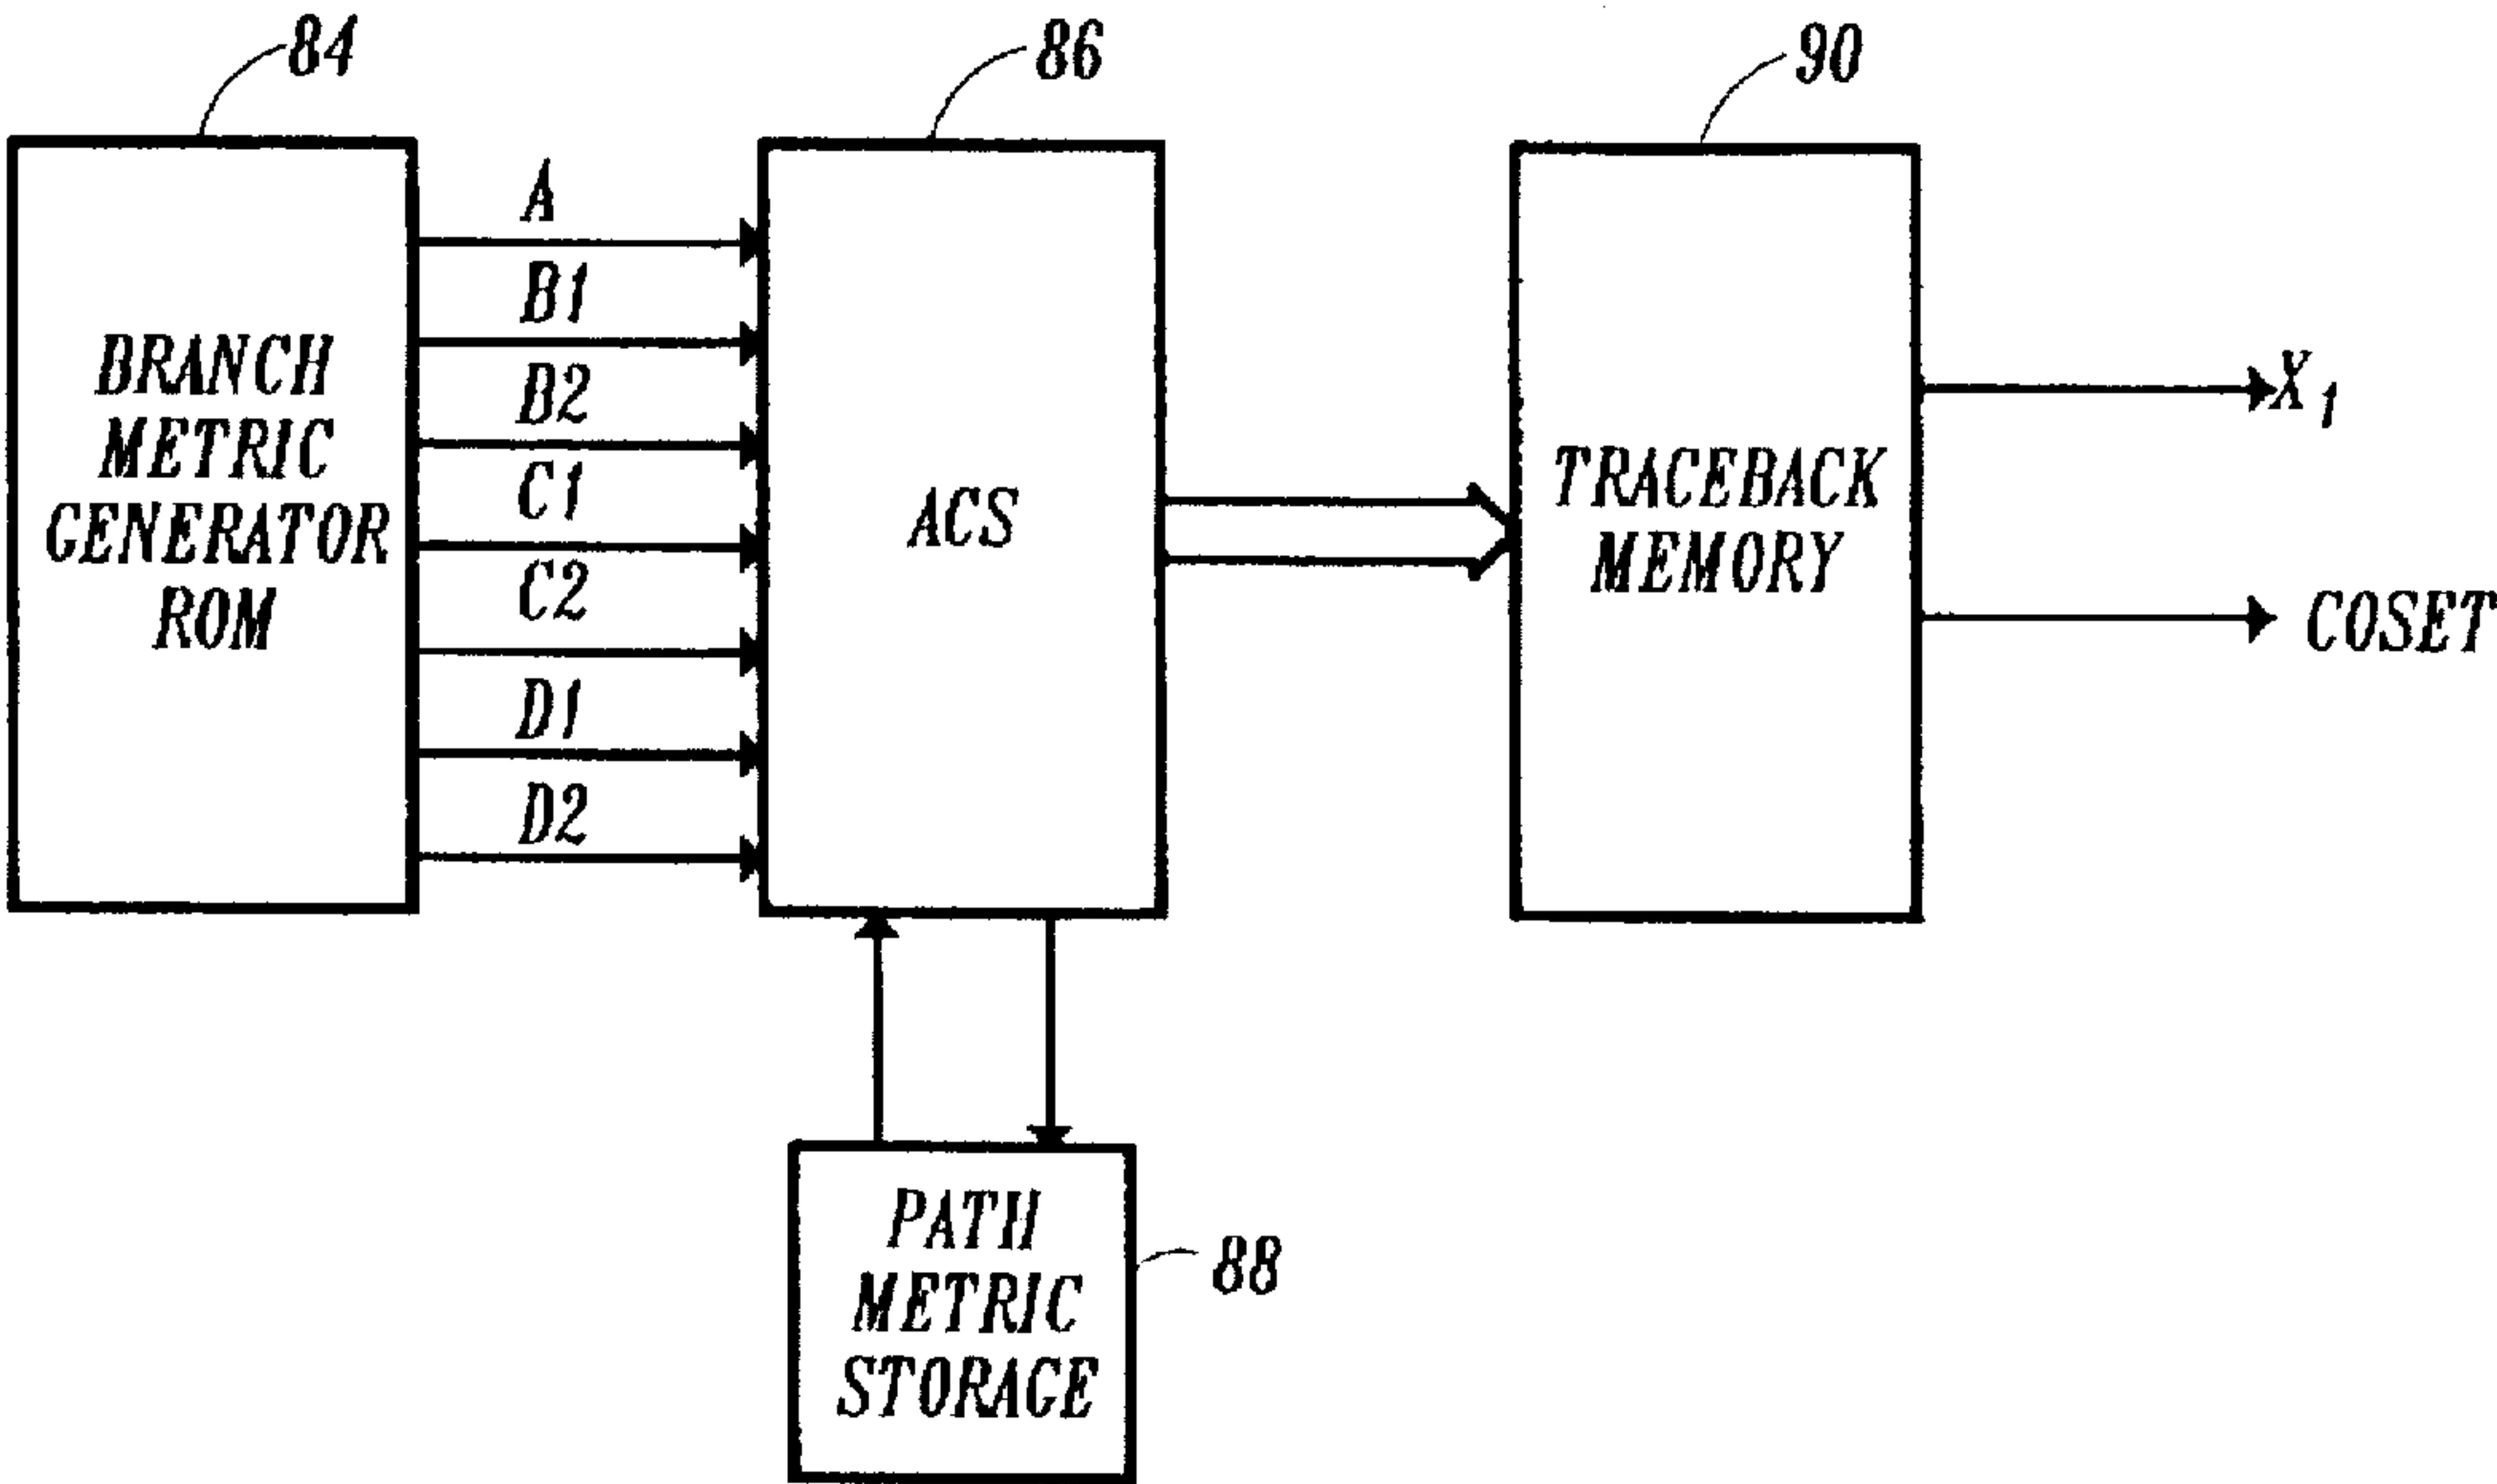 84
86
90
A
B1
B2
C1
C2
D1
D2
BRANCH
METRIC
GENERATOR
ROM
ACS
TRACEBACK
MEMORY
X1
COSET
PATH
METRIC
STORAGE
88